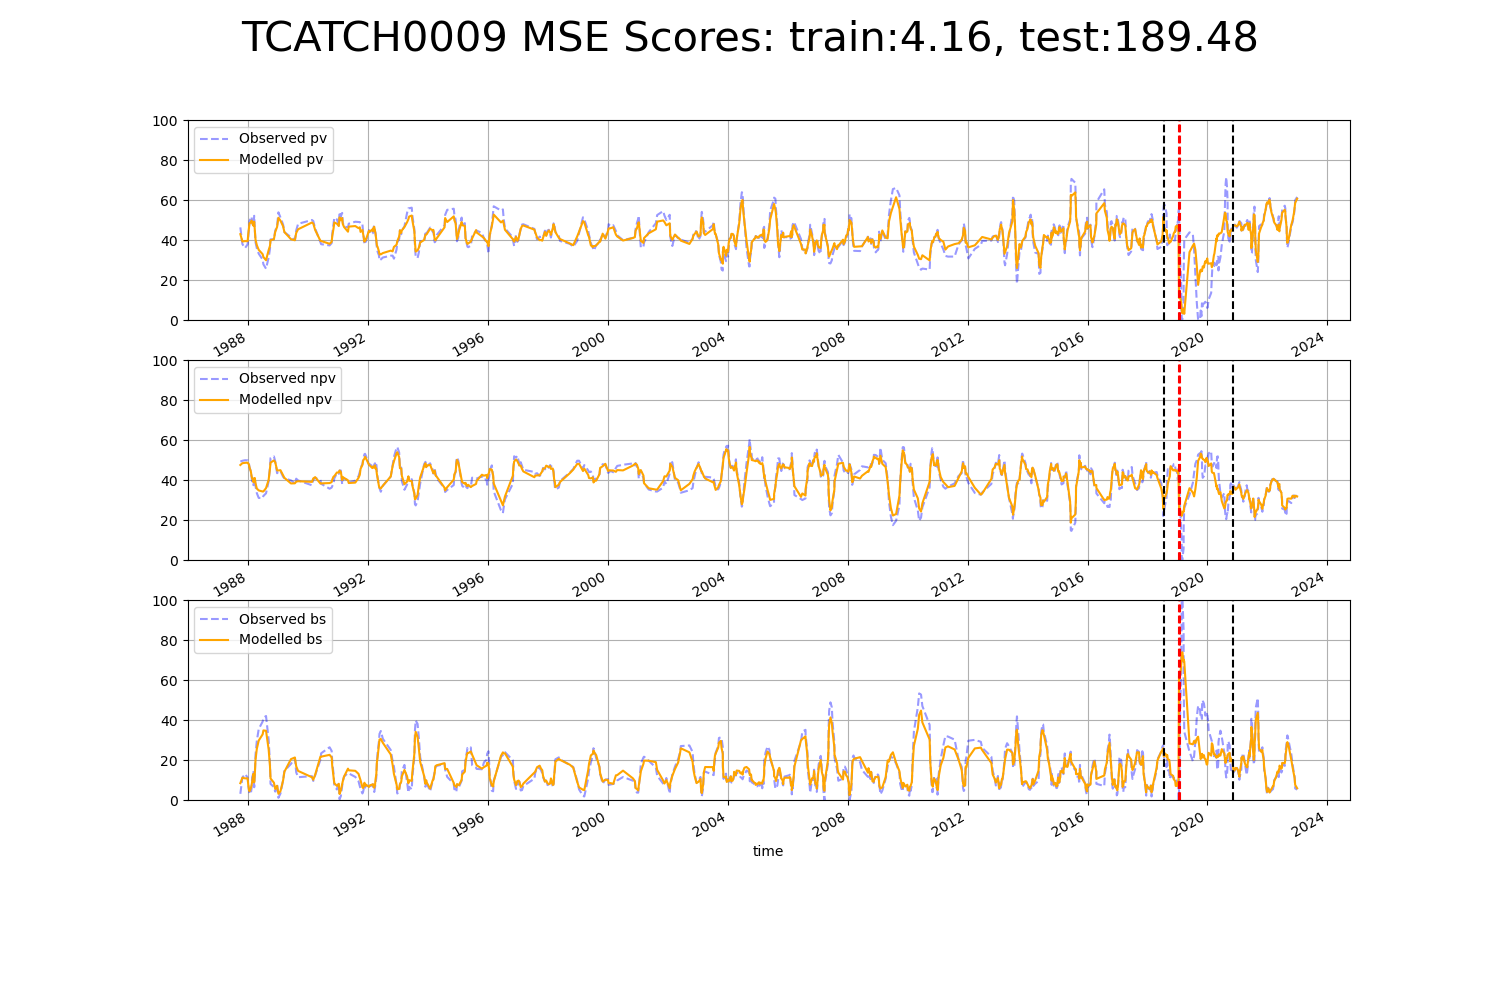 TCATCH0009 MSE Scores: train:4.16, test:189.48
100
80
60
40
20
0
Observed pv
Modelled pv
1988 1992 1996 2000 2004 2008 2012 2016 2020 2024
100
80
60
40
20
0
Observed npv
Modelled npv
1988 1992 1996 2000 2004 2008 2012 2016 2020 2024
100
80
60
40
20
0
Observed bs
Modelled bs
1988 1992 1996 2000 2004 2008 2012 2016 2020 2024
time